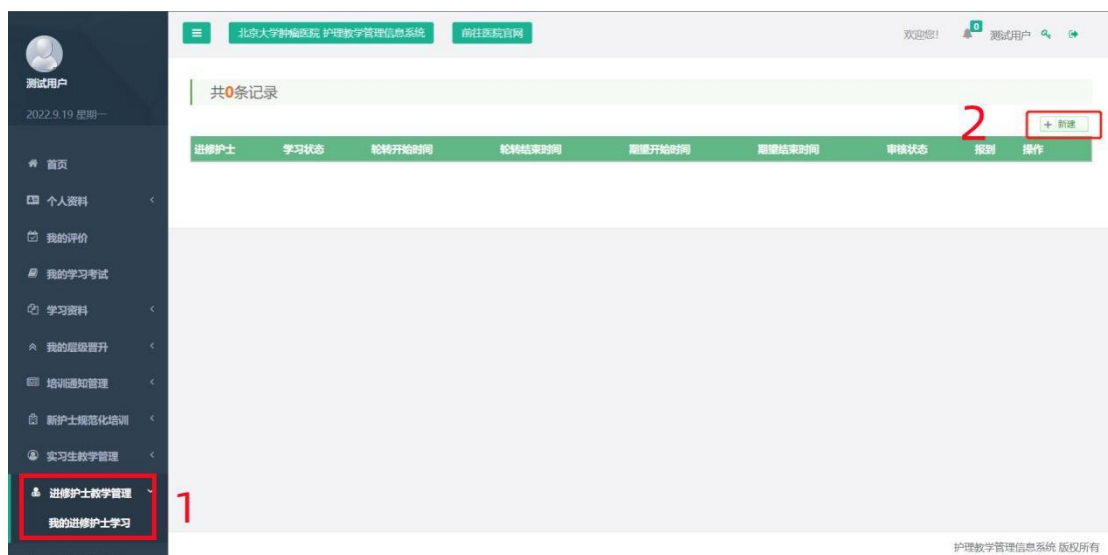 北京大学肿瘤医院 护理教学管理信息系统 前往医院官网 欢迎您!! 0 测试用户
测试用户
2022.9.19 星期一
共0条记录
2
+ 新建
进修护士 学习状态 轮转开始时间 轮转结束时间 期望开始时间 期望结束时间 审核状态 报到 操作
首页
个人资料
我的评价
我的学习考试
学习资料
我的层级晋升
培训通知管理
新护士规范化培训
实习生教学管理
进修护士教学管理
1
我的进修护士学习
护理教学管理信息系统 版权所有